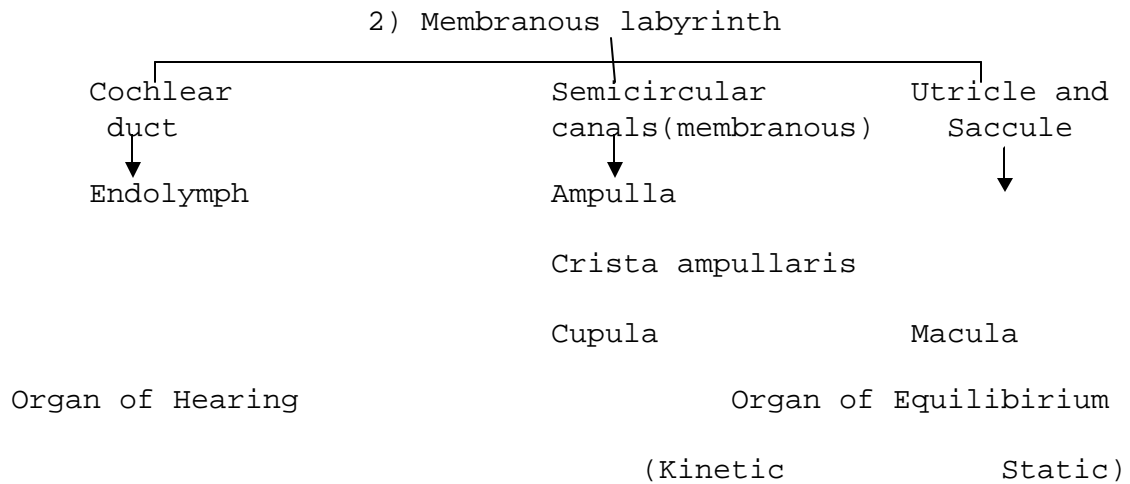 2) Membranous labyrinth
Cochlear Semicircular Utricle and
duct canals(membranous) Saccule
Endolymph Ampulla
Crista ampullaris
Cupula Macula
Organ of Hearing Organ of Equilibirium
(Kinetic Static)